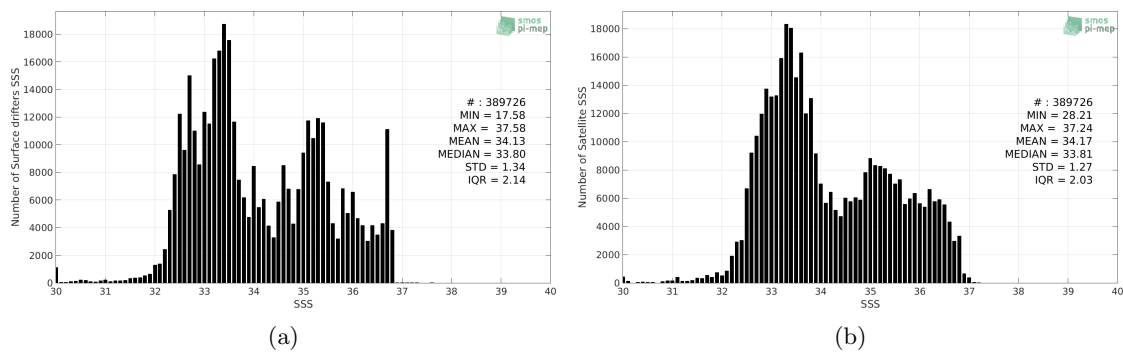 smos
pi-mep
18000
16000
14000
12000
10000
8000
6000
4000
2000
0
Number of Surface drifters SSS
# : 389726
MIN = 17.58
MAX = 37.58
MEAN = 34.13
MEDIAN = 33.80
STD = 1.34
IQR = 2.14
30 31 32 33 34 35 36 37 38 39 40
SSS
(a)
smos
pi-mep
18000
16000
14000
12000
10000
8000
6000
4000
2000
0
Number of Satellite SSS
# : 389726
MIN = 28.21
MAX = 37.24
MEAN = 34.17
MEDIAN = 33.81
STD = 1.27
IQR = 2.03
30 31 32 33 34 35 36 37 38 39 40
SSS
(b)